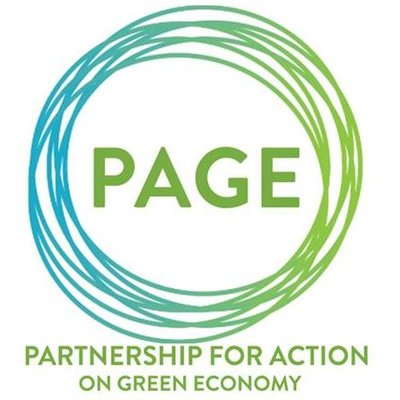 PAGE
PARTNERSHIP FOR ACTION
ON GREEN ECONOMY